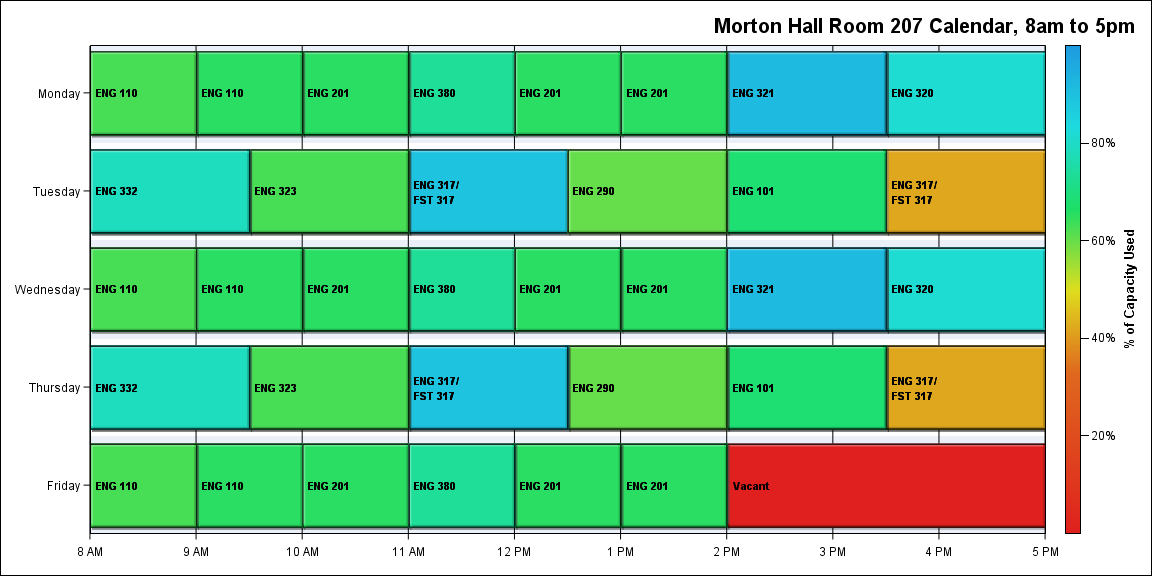 Morton Hall Room 207 Calendar, 8am to 5pm
Monday
ENG 110
ENG 110
ENG 201
ENG 380
ENG 201
ENG 201
ENG 321
ENG 320
Tuesday
ENG 332
ENG 323
ENG 317/
FST 317
ENG 290
ENG 101
ENG 317/
FST 317
Wednesday
ENG 110
ENG 110
ENG 201
ENG 380
ENG 201
ENG 201
ENG 321
ENG 320
Thursday
ENG 332
ENG 323
ENG 317/
FST 317
ENG 290
ENG 101
ENG 317/
FST 317
Friday
ENG 110
ENG 110
ENG 201
ENG 380
ENG 201
ENG 201
Vacant
8 AM
9 AM
10 AM
11 AM
12 PM
1 PM
2 PM
3 PM
4 PM
5 PM
80%
60%
40%
20%
% of Capacity Used